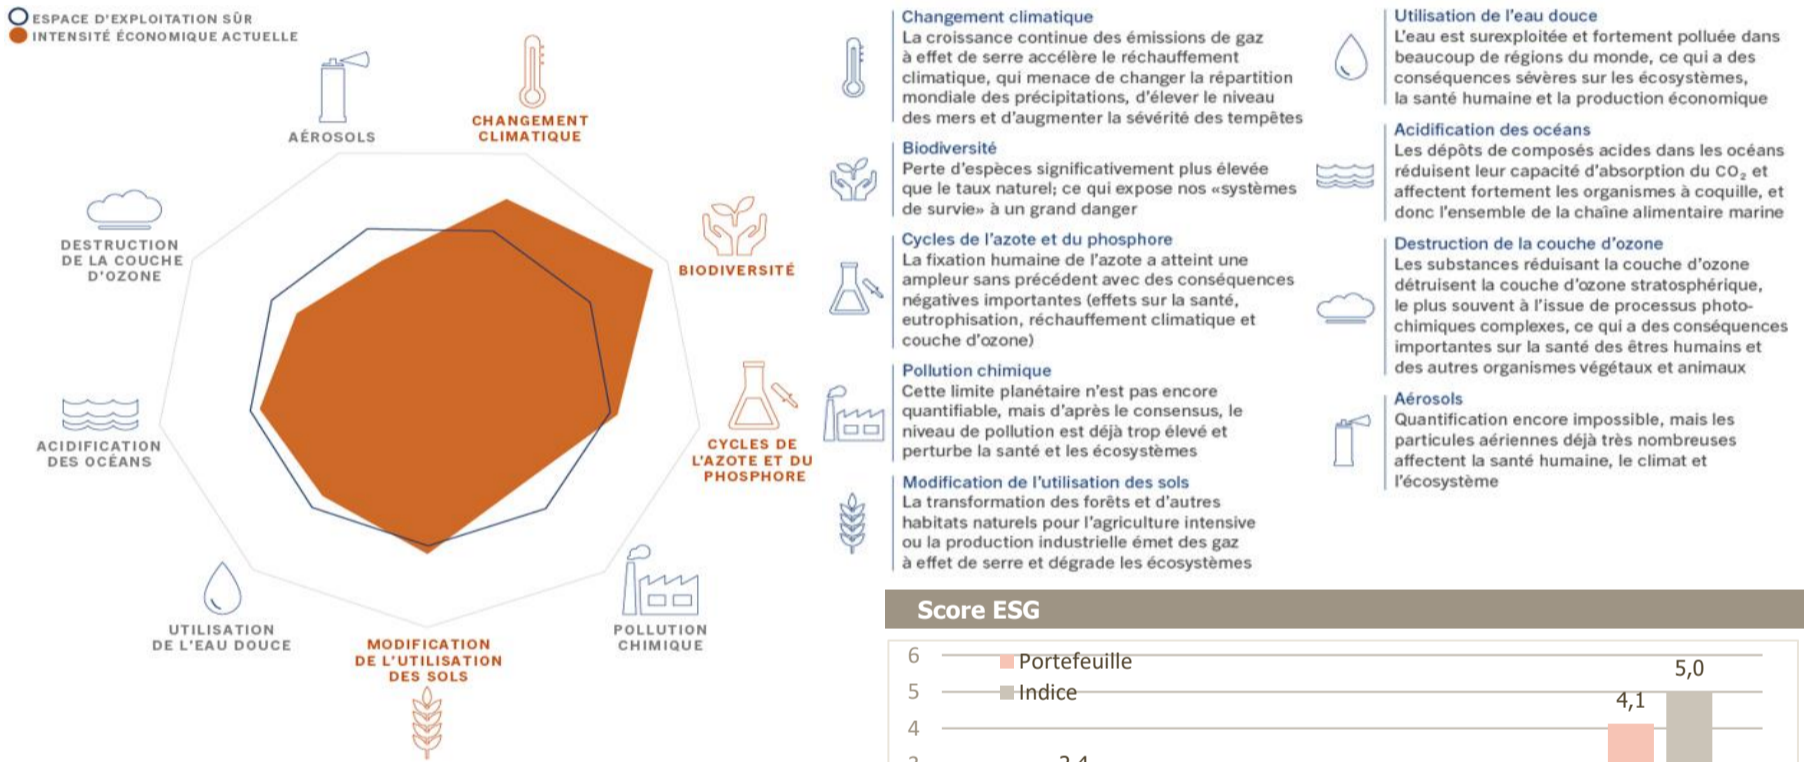 ESPACE D'EXPLOITATION SÛR
INTENSITÉ ÉCONOMIQUE ACTUELLE
AÉROSOLS
CHANGEMENT
CLIMATIQUE
DESTRUCTION
DE LA COUCHE
D'OZONE
BIODIVERSITÉ
ACIDIFICATION
DES OCÉANS
CYCLES DE
L'AZOTE ET DU
PHOSPHORE
UTILISATION
DE L'EAU DOUCE
MODIFICATION
DE L'UTILISATION
DES SOLS
POLLUTION
CHIMIQUE
Changement climatique
La croissance continue des émissions de gaz
à effet de serre accélère le réchauffement
climatique, qui menace de changer la répartition
mondiale des précipitations, d'élever le niveau
des mers et d'augmenter la sévérité des tempêtes
Biodiversité
Perte d'espèces significativement plus élevée
que le taux naturel; ce qui expose nos «systèmes
de survie» à un grand danger
Cycles de l'azote et du phosphore
La fixation humaine de l'azote a atteint une
ampleur sans précédent avec des conséquences
négatives importantes (effets sur la santé,
eutrophisation, réchauffement climatique et
couche d'ozone)
Pollution chimique
Cette limite planétaire n'est pas encore
quantifiable, mais d'après le consensus, le
niveau de pollution est déjà trop élevé et
perturbe la santé et les écosystèmes
Modification de l'utilisation des sols
La transformation des forêts et d'autres
habitats naturels pour l'agriculture intensive
ou la production industrielle émet des gaz
à effet de serre et dégrade les écosystèmes
Utilisation de l'eau douce
L'eau est surexploitée et fortement polluée dans
beaucoup de régions du monde, ce qui a des
conséquences sévères sur les écosystèmes,
la santé humaine et la production économique
Acidification des océans
Les dépôts de composés acides dans les océans
réduisent leur capacité d'absorption du CO₂ et
affectent fortement les organismes à coquille, et
donc l'ensemble de la chaîne alimentaire marine
Destruction de la couche d'ozone
Les substances réduisant la couche d'ozone
détruisent la couche d'ozone stratosphérique,
le plus souvent à l'issue de processus photo-
chimiques complexes, ce qui a des conséquences
importantes sur la santé des êtres humains et
des autres organismes végétaux et animaux
Aérosols
Quantification encore impossible, mais les
particules aériennes déjà très nombreuses
affectent la santé humaine, le climat et
l'écosystème
Score ESG
6
Portefeuille
5,0
5
Indice
4,1
4